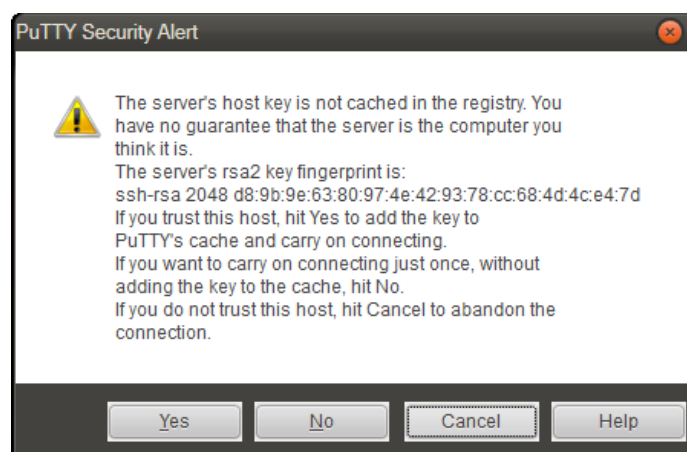 PuTTY Security Alert
The server's host key is not cached in the registry. You
have no guarantee that the server is the computer you
think it is.
The server's rsa2 key fingerprint is:
ssh-rsa 2048 d8:9b:9e:63:80:97:4e:42:93:78:cc:68:4d:4c:e4:7d
If you trust this host, hit Yes to add the key to
PuTTY's cache and carry on connecting.
If you want to carry on connecting just once, without
adding the key to the cache, hit No.
If you do not trust this host, hit Cancel to abandon the
connection.
Yes No Cancel Help